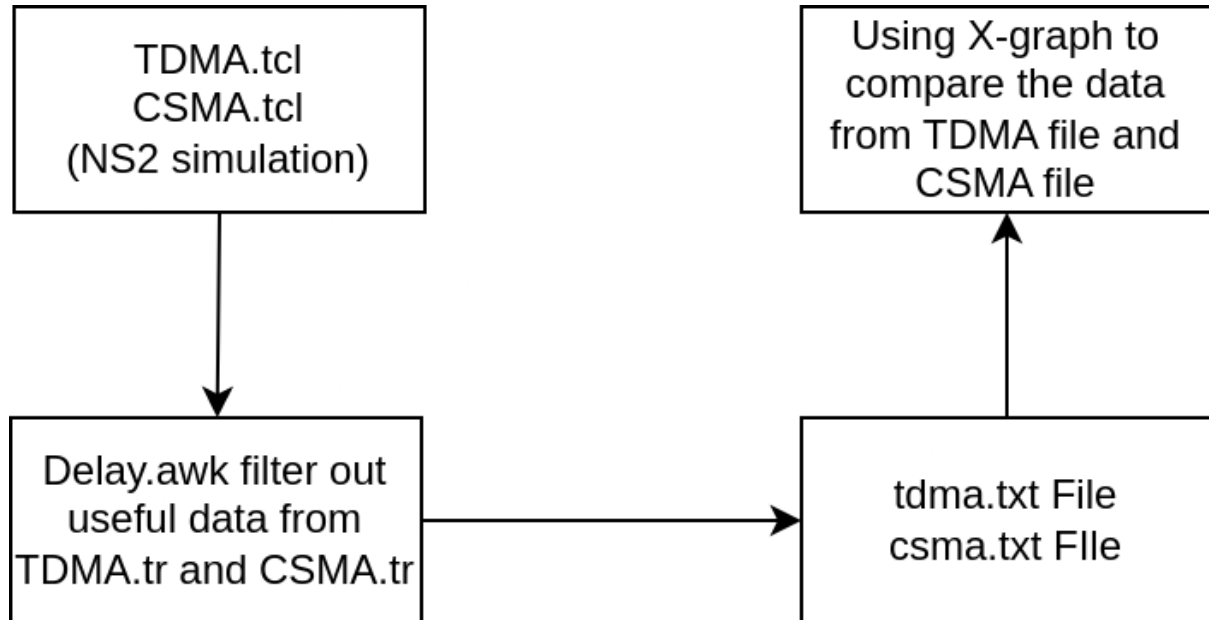 TDMA.tcl
CSMA.tcl
(NS2 simulation)
Delay.awk filter out
useful data from
TDMA.tr and CSMA.tr
tdma.txt File
csma.txt FIle
Using X-graph to
compare the data
from TDMA file and
CSMA file